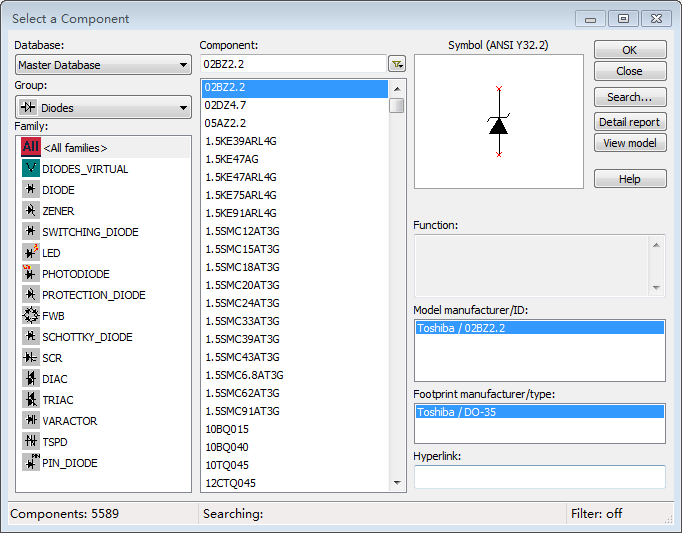 Select a Component
Database:
Master Database
Group:
Diodes
Family:
All <All families>
DIODES_VIRTUAL
DIODE
ZENER
SWITCHING_DIODE
LED
PHOTODIODE
PROTECTION_DIODE
FWB
SCHOTTKY_DIODE
SCR
DIAC
TRIAC
VARACTOR
TSPD
PIN_DIODE
Component:
02BZ2.2
02BZ2.2
02DZ4.7
05AZ2.2
1.5KE39ARL4G
1.5KE47AG
1.5KE47ARL4G
1.5KE75ARL4G
1.5KE91ARL4G
1.5SMC12AT3G
1.5SMC15AT3G
1.5SMC18AT3G
1.5SMC20AT3G
1.5SMC24AT3G
1.5SMC33AT3G
1.5SMC39AT3G
1.5SMC43AT3G
1.5SMC6.8AT3G
1.5SMC62AT3G
1.5SMC91AT3G
10BQ015
10BQ040
10TQ045
12CTQ045
Symbol (ANSI Y32.2)
Function:
Model manufacturer/ID:
Toshiba / 02BZ2.2
Footprint manufacturer/type:
Toshiba / DO-35
Hyperlink:
OK
Close
Search...
Detail report
View model
Help
Components: 5589
Searching:
Filter: off